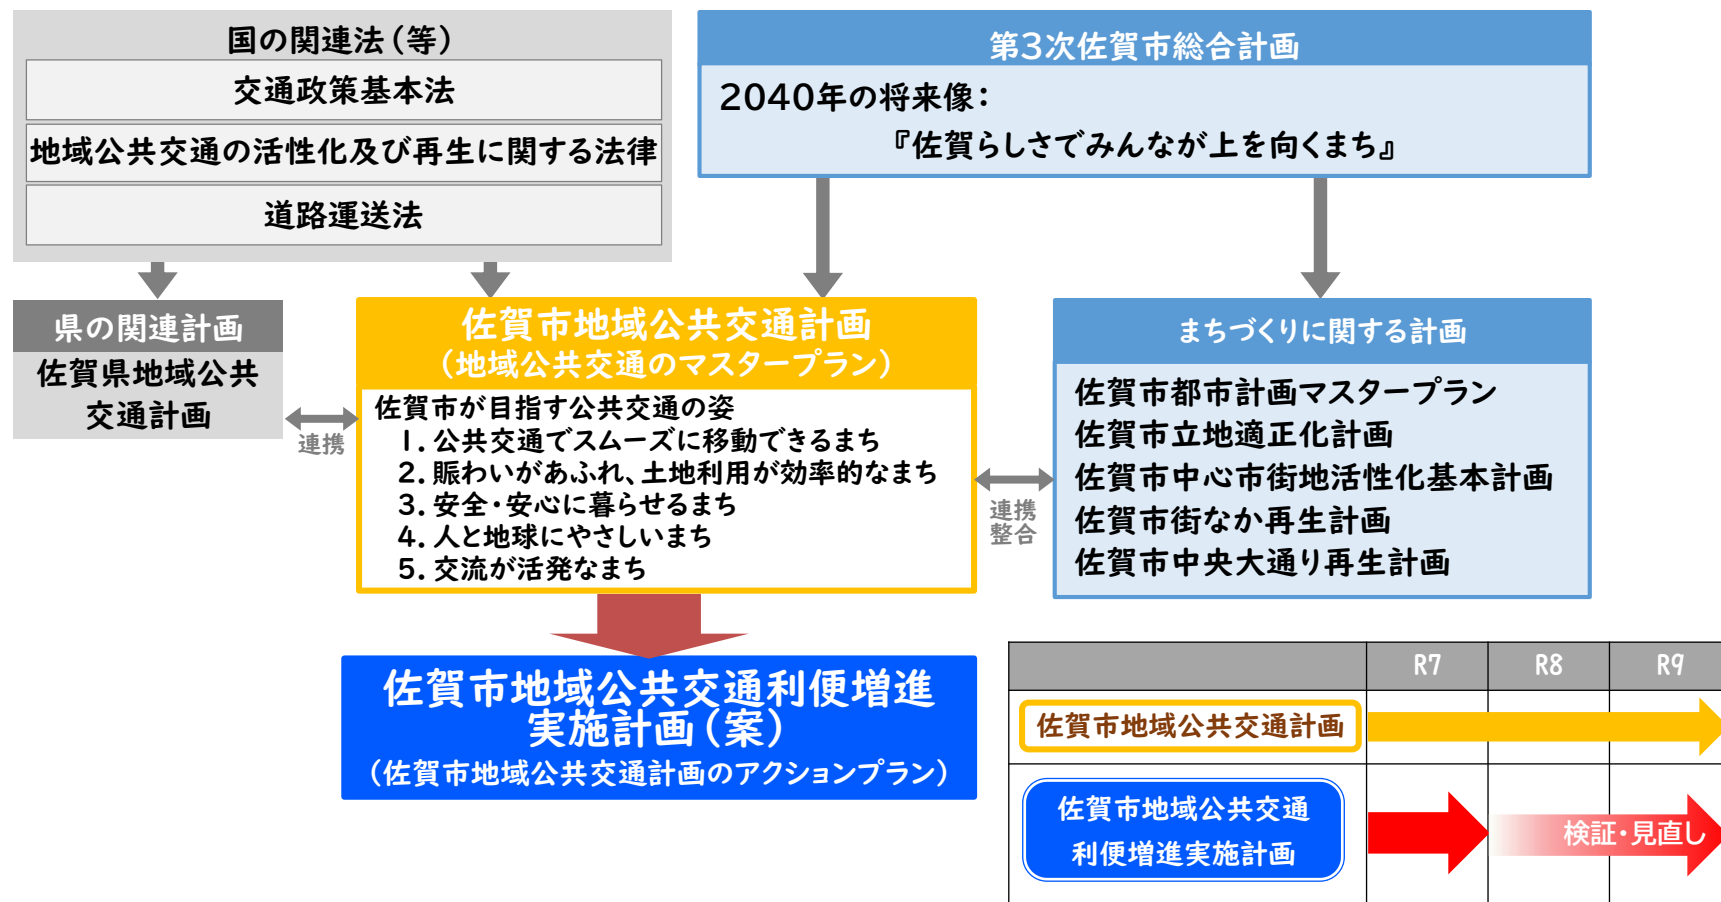 国の関連法（等）
交通政策基本法
地域公共交通の活性化及び再生に関する法律
道路運送法
第3次佐賀市総合計画
2040年の将来像：
『佐賀らしさでみんなが上を向くまち』
県の関連計画
佐賀県地域公共
交通計画
連携
佐賀市地域公共交通計画
（地域公共交通のマスタープラン）
佐賀市が目指す公共交通の姿
1．公共交通でスムーズに移動できるまち
2．賑わいがあふれ、土地利用が効率的なまち
3．安全・安心に暮らせるまち
4．人と地球にやさしいまち
5．交流が活発なまち
連携
整合
まちづくりに関する計画
佐賀市都市計画マスタープラン
佐賀市立地適正化計画
佐賀市中心市街地活性化基本計画
佐賀市街なか再生計画
佐賀市中央大通り再生計画
佐賀市地域公共交通利便増進
実施計画（案）
（佐賀市地域公共交通計画のアクションプラン）
R7 R8 R9
佐賀市地域公共交通計画
佐賀市地域公共交通
利便増進実施計画
検証・見直し